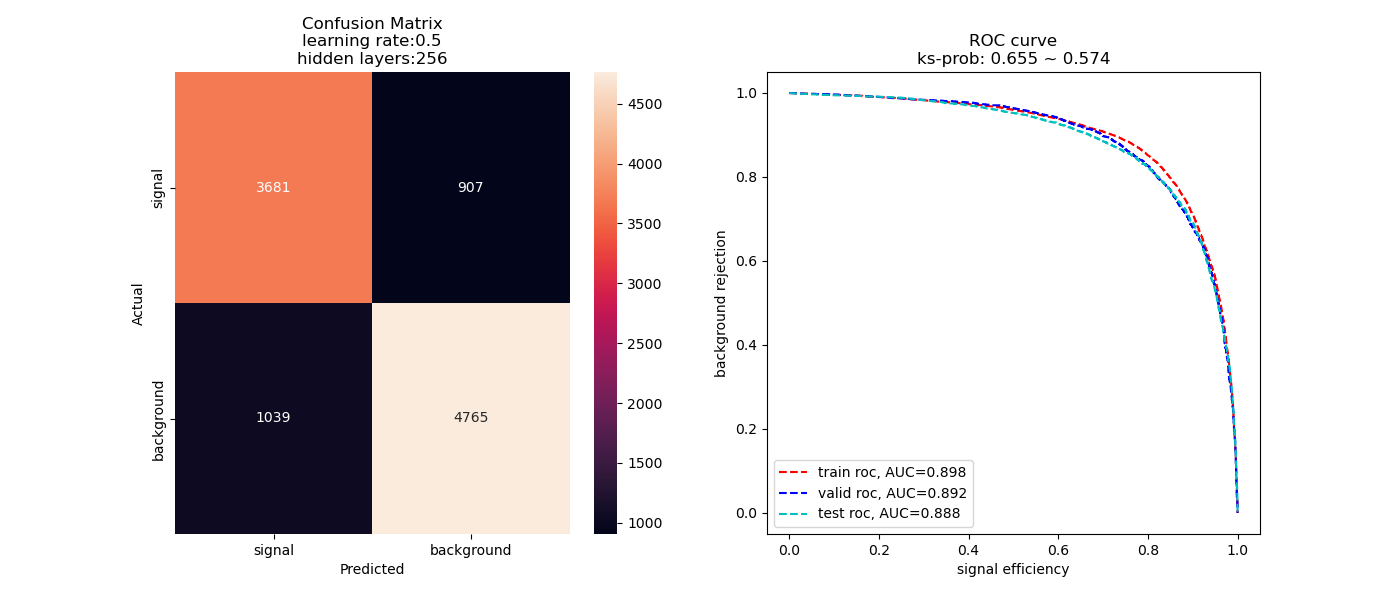 Confusion Matrix
learning rate:0.5
hidden layers:256
signal
background
Actual
3681
907
1039
4765
signal
background
Predicted
4500
4000
3500
3000
2500
2000
1500
1000
ROC curve
ks-prob: 0.655 ~ 0.574
background rejection
1.0
0.8
0.6
0.4
0.2
0.0
train roc, AUC=0.898
valid roc, AUC=0.892
test roc, AUC=0.888
0.0 0.2 0.4 0.6 0.8 1.0
signal efficiency